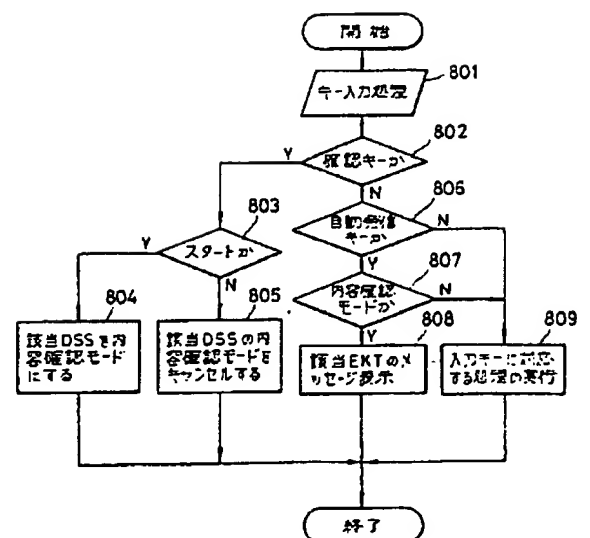 開始
801
キー入力処理
802
Y
確認キーか
N
803
806
Y
スタートか
N
自動発信
キーか
N
Y
807
804
805
内容確認
モードか
N
Y
808
809
該当DSSを内
容確認モード
にする
該当DSSの内
容確認モードを
キャンセルする
該当EKTのメ
ッセージ表示
入力キーに対応
する処理の実行
終了